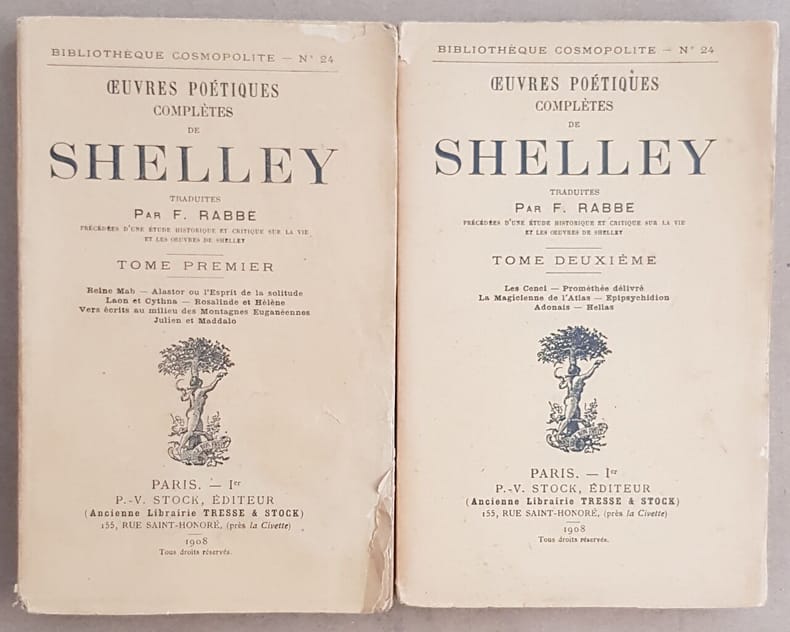 BIBLIOTHÈQUE COSMOPOLITE — N° 24
ŒUVRES POÉTIQUES
COMPLÈTES
DE
SHELLEY
TRADUITES
PAR F. RABBE
PRÉCÉDÉES D'UNE ÉTUDE HISTORIQUE ET CRITIQUE SUR LA VIE
ET LES ŒUVRES DE SHELLEY
TOME PREMIER
Reine Mab — Alastor ou l'Esprit de la solitude
Laon et Cythna — Rosalinde et Hélène
Vers écrits au milieu des Montagnes Euganéennes
Julien et Maddalo
PARIS. — Ier
P.-V. STOCK, ÉDITEUR
(Ancienne Librairie TRESSE & STOCK)
155, RUE SAINT-HONORÉ, (près la Civette)
1908
Tous droits réservés.
BIBLIOTHÈQUE COSMOPOLITE — N° 24
ŒUVRES POÉTIQUES
COMPLÈTES
DE
SHELLEY
TRADUITES
PAR F. RABBE
PRÉCÉDÉES D'UNE ÉTUDE HISTORIQUE ET CRITIQUE SUR LA VIE
ET LES ŒUVRES DE SHELLEY
TOME DEUXIÈME
Les Cenci — Prométhée délivré
La Magicienne de l'Atlas — Epipsychidion
Adonais — Hellas
PARIS. — Ier
P.-V. STOCK, ÉDITEUR
(Ancienne Librairie TRESSE & STOCK)
155, RUE SAINT-HONORÉ, (près la Civette)
1908
Tous droits réservés.